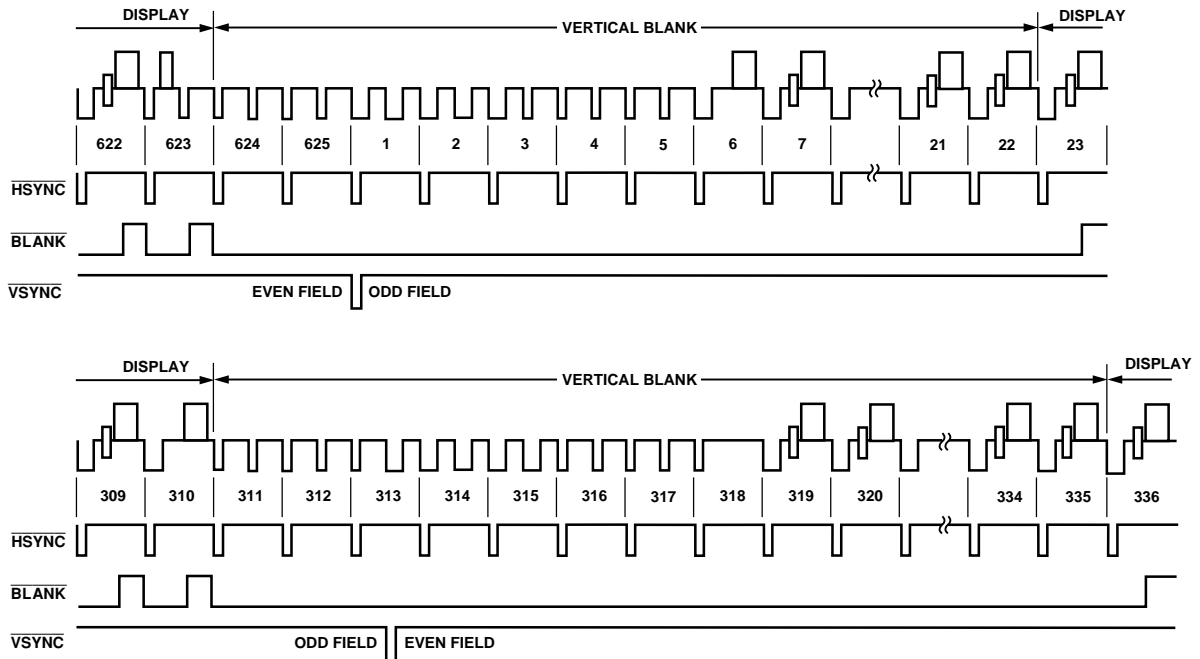 DISPLAY VERTICAL BLANK DISPLAY
622 623 624 625 1 2 3 4 5 6 7 21 22 23
HSYNC
BLANK
VSYNC EVEN FIELD ODD FIELD
DISPLAY VERTICAL BLANK DISPLAY
309 310 311 312 313 314 315 316 317 318 319 320 334 335 336
HSYNC
BLANK
VSYNC ODD FIELD EVEN FIELD